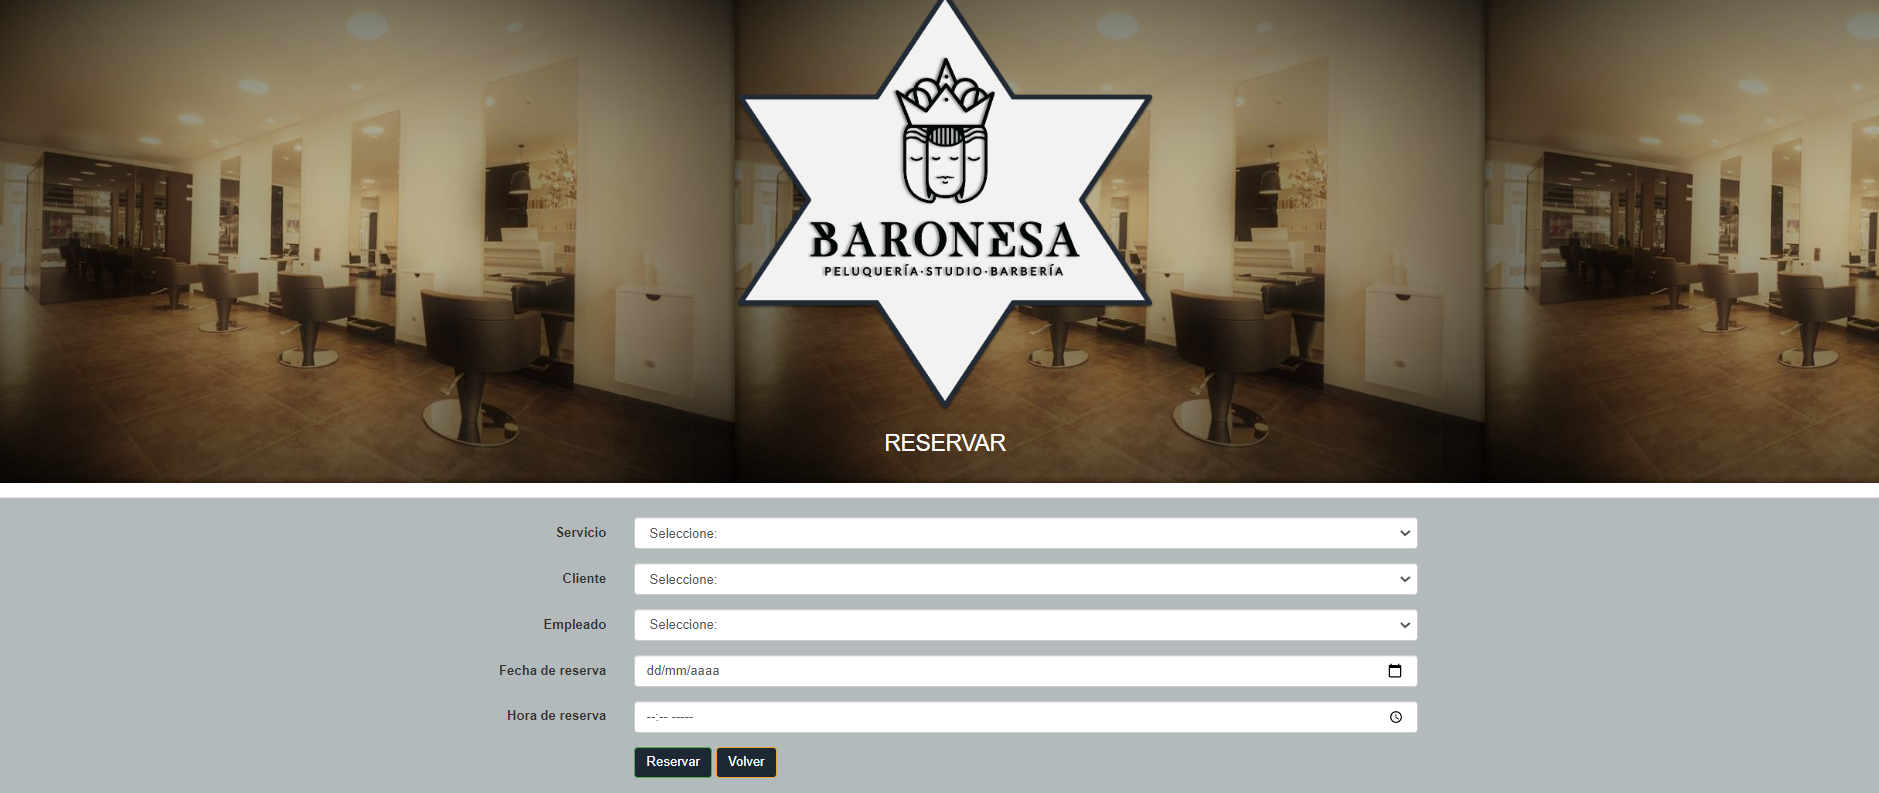 BARONESA
PELUQUERÍA·STUDIO·BARBERÍA
RESERVAR
Servicio Seleccione:
Cliente Seleccione:
Empleado Seleccione:
Fecha de reserva dd/mm/aaaa
Hora de reserva --:-- -----
Reservar Volver